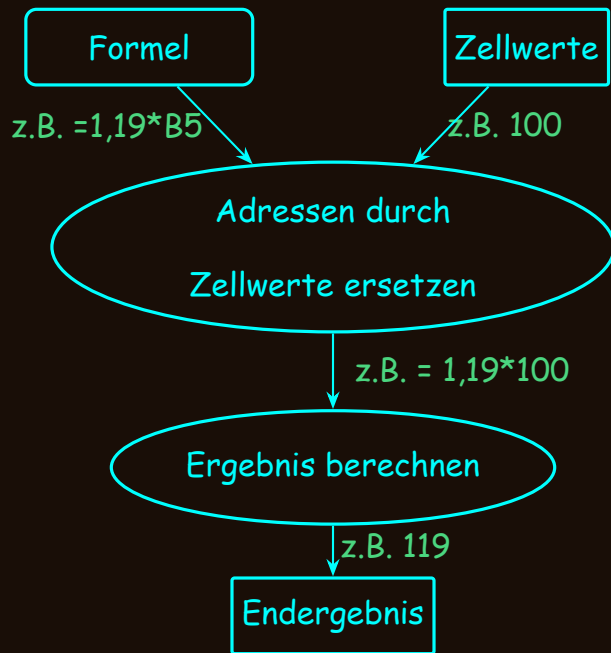 Formel
Zellwerte
z.B. =1,19*B5
z.B. 100
Adressen durch
Zellwerte ersetzen
z.B. = 1,19*100
Ergebnis berechnen
z.B. 119
Endergebnis